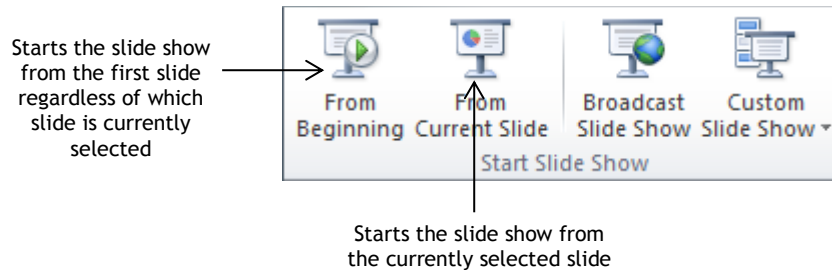 Starts the slide show
from the first slide
regardless of which
slide is currently
selected
From
Beginning
From
Current Slide
Broadcast
Slide Show
Custom
Slide Show
Start Slide Show
Starts the slide show from
the currently selected slide